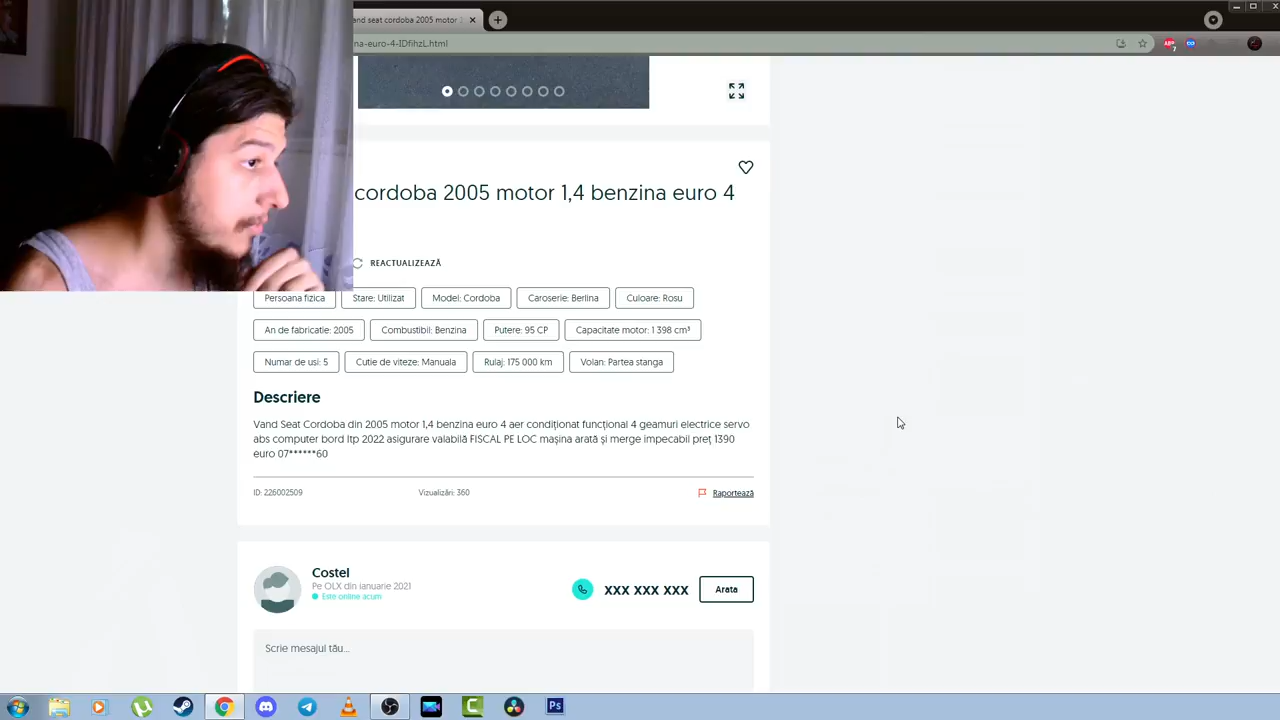 vand seat cordoba 2005 motor
na-euro-4-IDfihzL.html
7
cordoba 2005 motor 1,4 benzina euro 4
REACTUALIZEAZĂ
Persoana fizica
Stare: Utilizat
Model: Cordoba
Caroserie: Berlina
Culoare: Rosu
An de fabricatie: 2005
Combustibil: Benzina
Putere: 95 CP
Capacitate motor: 1 398 cm³
Numar de usi: 5
Cutie de viteze: Manuala
Rulaj: 175 000 km
Volan: Partea stanga
Descriere
Vand Seat Cordoba din 2005 motor 1,4 benzina euro 4 aer condiționat funcțional 4 geamuri electrice servo
abs computer bord Itp 2022 asigurare valabilă FISCAL PE LOC mașina arată și merge impecabil preț 1390
euro 07******60
ID: 226002509
Vizualizări: 360
Raportează
Costel
Pe OLX din ianuarie 2021
Este online acum
XXX XXX XXX
Arata
Scrie mesajul tău...
Ps